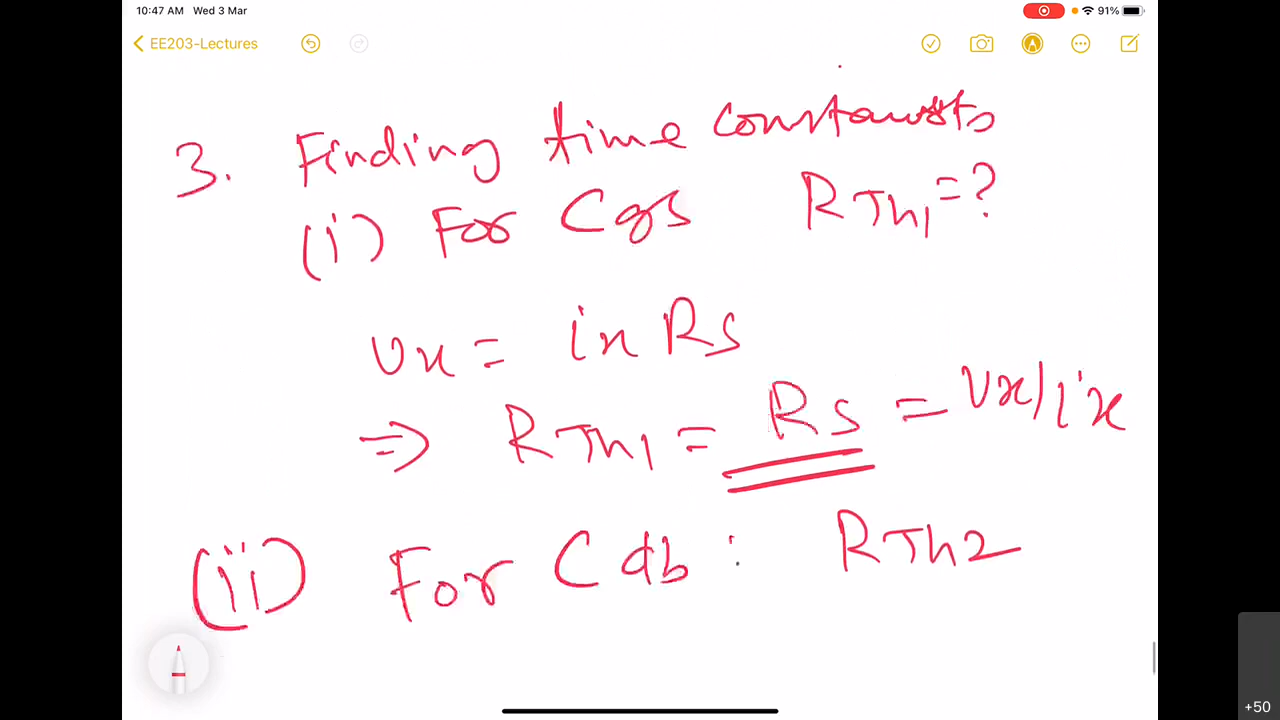 10:47 AM Wed 3 Mar
91%
EE203-Lectures
3. Finding time constants
(i) For Cgs RTh1 = ?
vx = ix Rs
⇒ RTh1 = Rs = vx/ix
(ii) For Cdb : RTh2
+50